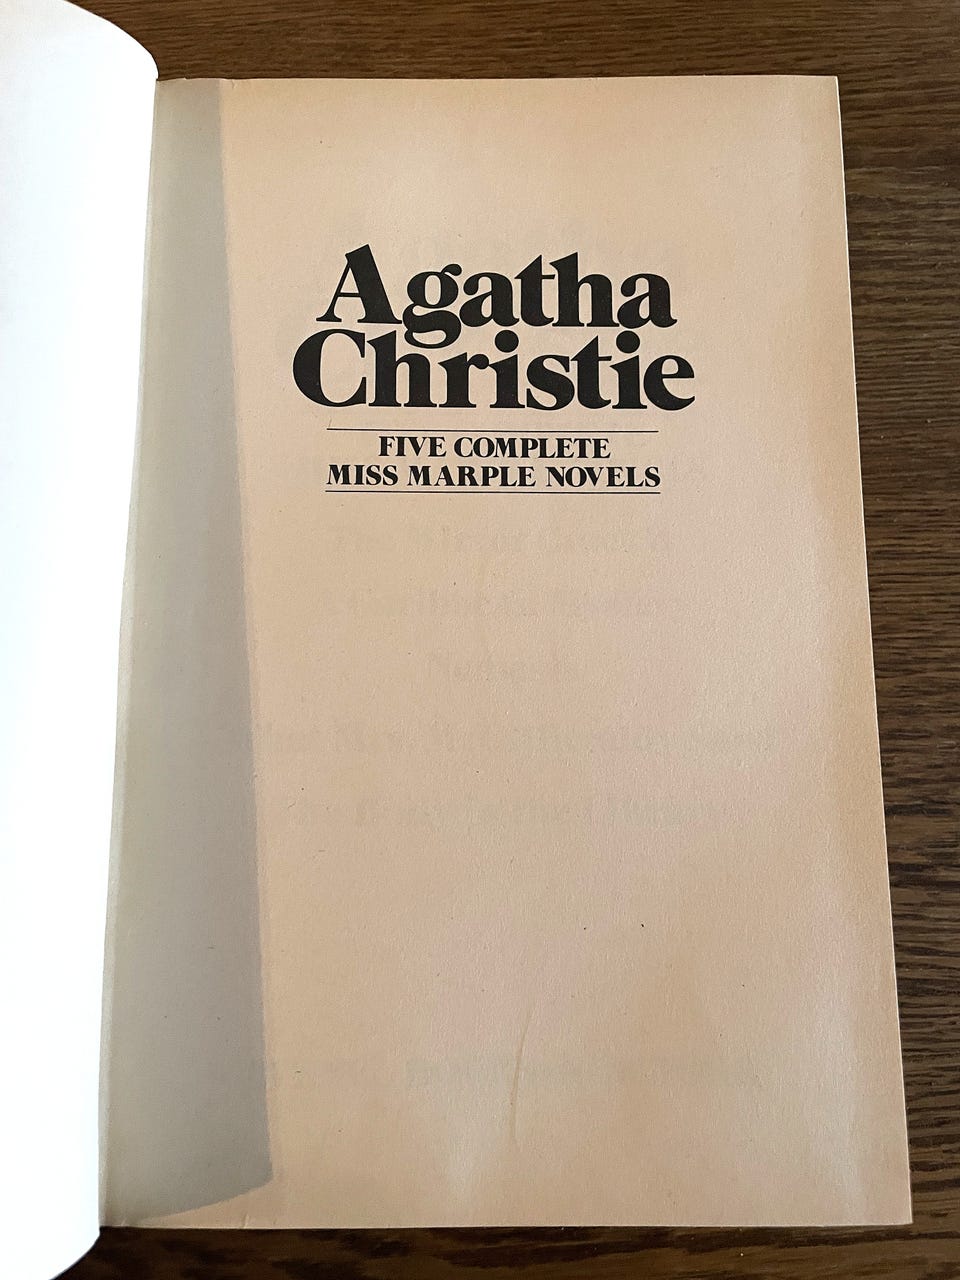 Agatha
Christie
FIVE COMPLETE
MISS MARPLE NOVELS